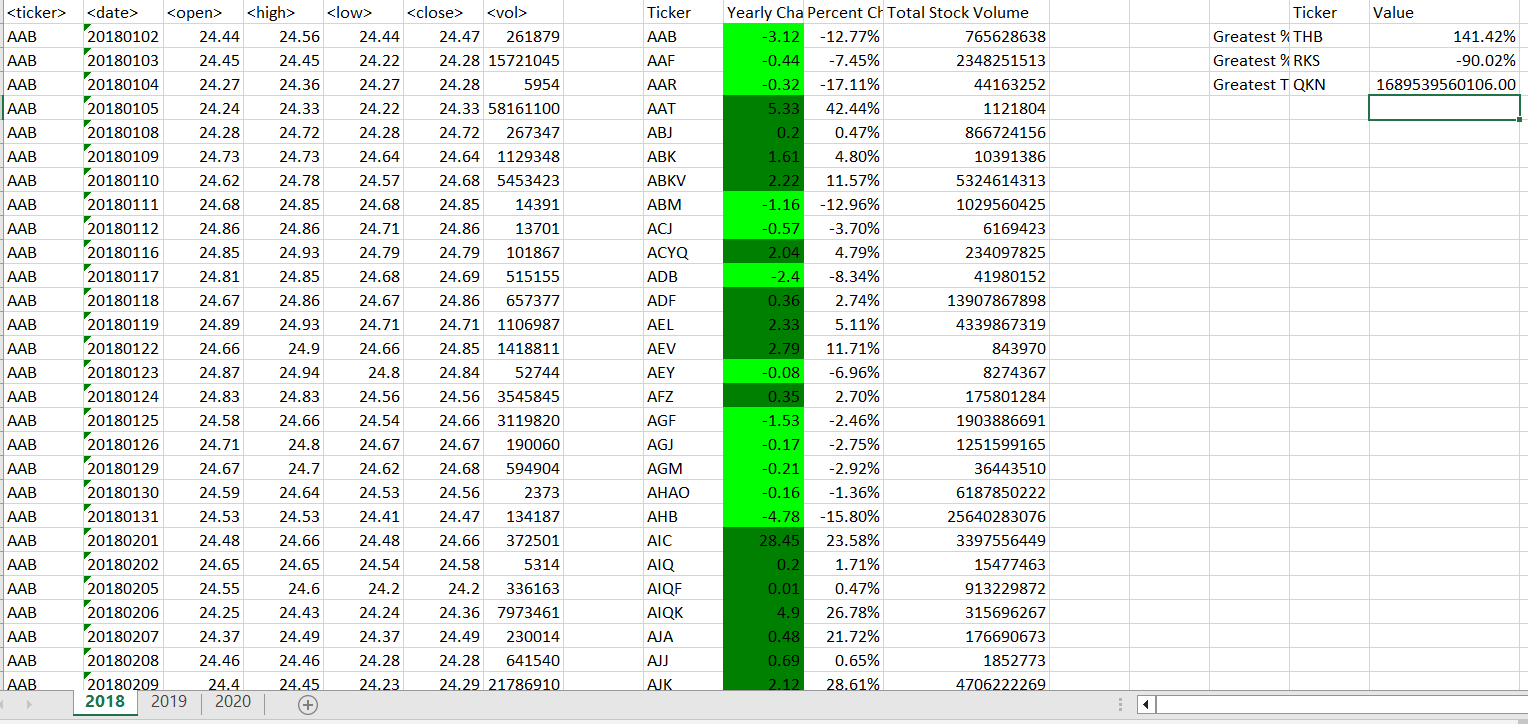 <ticker> <date> <open> <high> <low> <close> <vol> Ticker Yearly Cha Percent Ch Total Stock Volume Ticker Value
AAB 20180102 24.44 24.56 24.44 24.47 261879 AAB -3.12 -12.77% 765628638 Greatest % THB 141.42%
AAB 20180103 24.45 24.45 24.22 24.28 15721045 AAF -0.44 -7.45% 2348251513 Greatest % RKS -90.02%
AAB 20180104 24.27 24.36 24.27 24.28 5954 AAR -0.32 -17.11% 44163252 Greatest T QKN 1689539560106.00
AAB 20180105 24.24 24.33 24.22 24.33 58161100 AAT 5.33 42.44% 1121804
AAB 20180108 24.28 24.72 24.28 24.72 267347 ABJ 0.2 0.47% 866724156
AAB 20180109 24.73 24.73 24.64 24.64 1129348 ABK 1.61 4.80% 10391386
AAB 20180110 24.62 24.78 24.57 24.68 5453423 ABKV 2.22 11.57% 5324614313
AAB 20180111 24.68 24.85 24.68 24.85 14391 ABM -1.16 -12.96% 1029560425
AAB 20180112 24.86 24.86 24.71 24.86 13701 ACJ -0.57 -3.70% 6169423
AAB 20180116 24.85 24.93 24.79 24.79 101867 ACYQ 2.04 4.79% 234097825
AAB 20180117 24.81 24.85 24.68 24.69 515155 ADB -2.4 -8.34% 41980152
AAB 20180118 24.67 24.86 24.67 24.86 657377 ADF 0.36 2.74% 13907867898
AAB 20180119 24.89 24.93 24.71 24.71 1106987 AEL 2.33 5.11% 4339867319
AAB 20180122 24.66 24.9 24.66 24.85 1418811 AEV 2.79 11.71% 843970
AAB 20180123 24.87 24.94 24.8 24.84 52744 AEY -0.08 -6.96% 8274367
AAB 20180124 24.83 24.83 24.56 24.56 3545845 AFZ 0.35 2.70% 175801284
AAB 20180125 24.58 24.66 24.54 24.66 3119820 AGF -1.53 -2.46% 1903886691
AAB 20180126 24.71 24.8 24.67 24.67 190060 AGJ -0.17 -2.75% 1251599165
AAB 20180129 24.67 24.7 24.62 24.68 594904 AGM -0.21 -2.92% 36443510
AAB 20180130 24.59 24.64 24.53 24.56 2373 AHAO -0.16 -1.36% 6187850222
AAB 20180131 24.53 24.53 24.41 24.47 134187 AHB -4.78 -15.80% 25640283076
AAB 20180201 24.48 24.66 24.48 24.66 372501 AIC 28.45 23.58% 3397556449
AAB 20180202 24.65 24.65 24.54 24.58 5314 AIQ 0.2 1.71% 15477463
AAB 20180205 24.55 24.6 24.2 24.2 336163 AIQF 0.01 0.47% 913229872
AAB 20180206 24.25 24.43 24.24 24.36 7973461 AIQK 4.9 26.78% 315696267
AAB 20180207 24.37 24.49 24.37 24.49 230014 AJA 0.48 21.72% 176690673
AAB 20180208 24.46 24.46 24.28 24.28 641540 AJJ 0.69 0.65% 1852773
AAB 20180209 24.4 24.45 24.23 24.29 21786910 AJK 2.12 28.61% 4706222269
2018 2019 2020